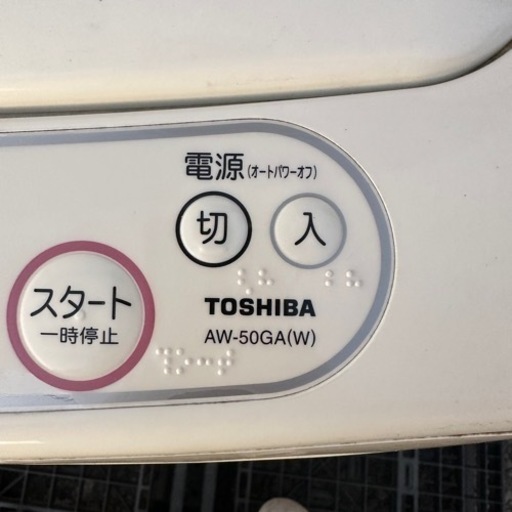 電源(オートパワーオフ)
切 入
スタート
一時停止
TOSHIBA
AW-50GA(W)